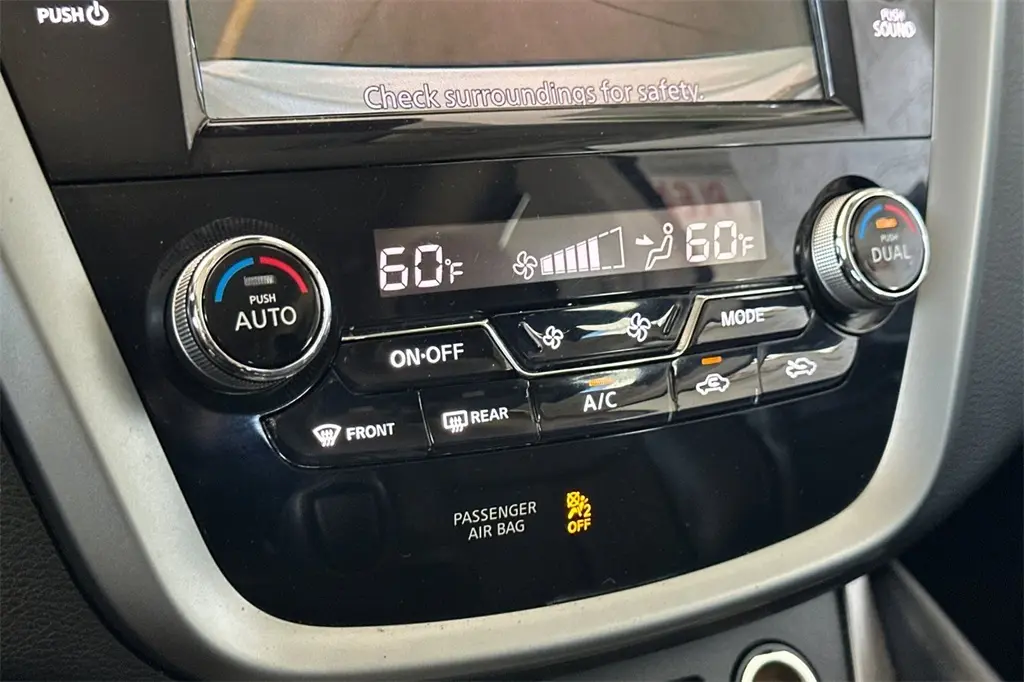 PUSH
PUSH
SOUND
Check surroundings for safety.
60°F
60°F
PUSH
AUTO
PUSH
DUAL
ON·OFF
MODE
FRONT
REAR
A/C
PASSENGER
AIR BAG
2
OFF